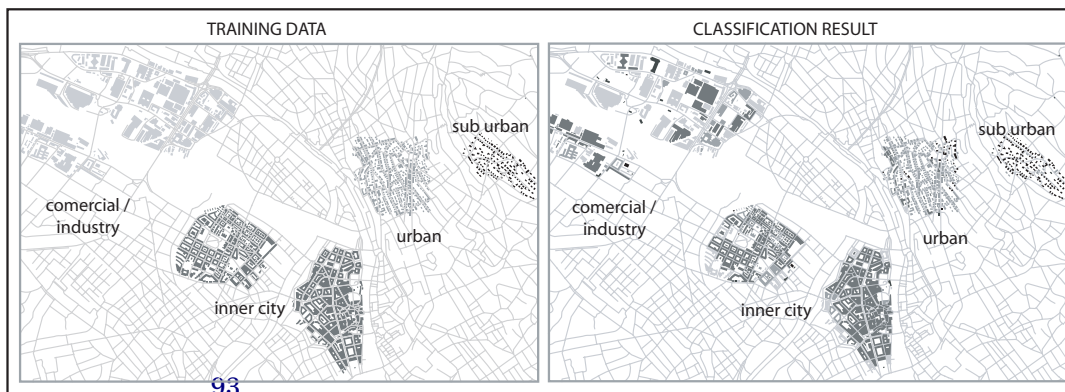 TRAINING DATA
sub urban
comercial /
industry
urban
inner city
CLASSIFICATION RESULT
sub urban
comercial /
industry
urban
inner city
93